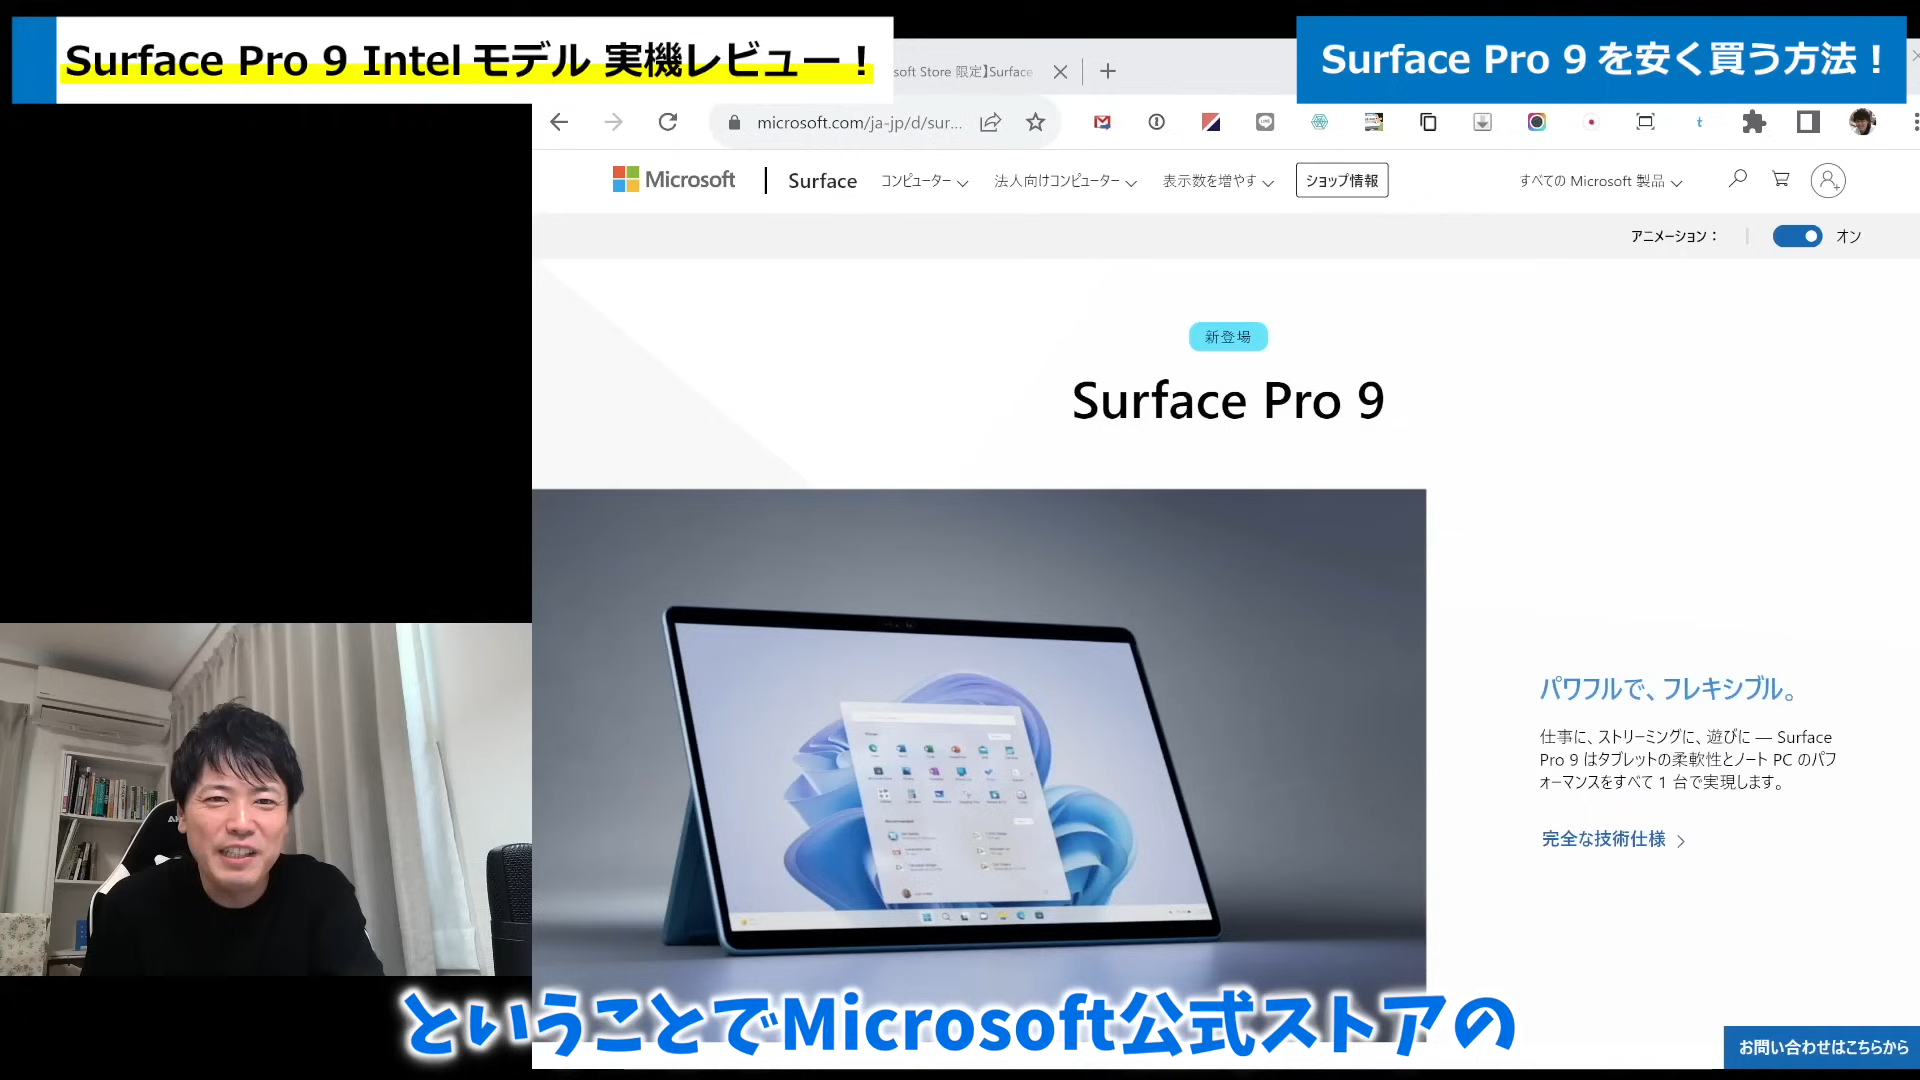 Surface Pro 9 Intel モデル 実機レビュー！
Surface Pro 9 を安く買う方法！
soft Store 限定】Surface
microsoft.com/ja-jp/d/sur...
Microsoft
Surface
コンピューター
法人向けコンピューター
表示数を増やす
ショップ情報
すべての Microsoft 製品
アニメーション：
オン
新登場
Surface Pro 9
パワフルで、フレキシブル。
仕事に、ストリーミングに、遊びに — Surface
Pro 9 はタブレットの柔軟性とノート PC のパフ
ォーマンスをすべて 1 台で実現します。
完全な技術仕様
ということでMicrosoft公式ストアの
お問い合わせはこちらから